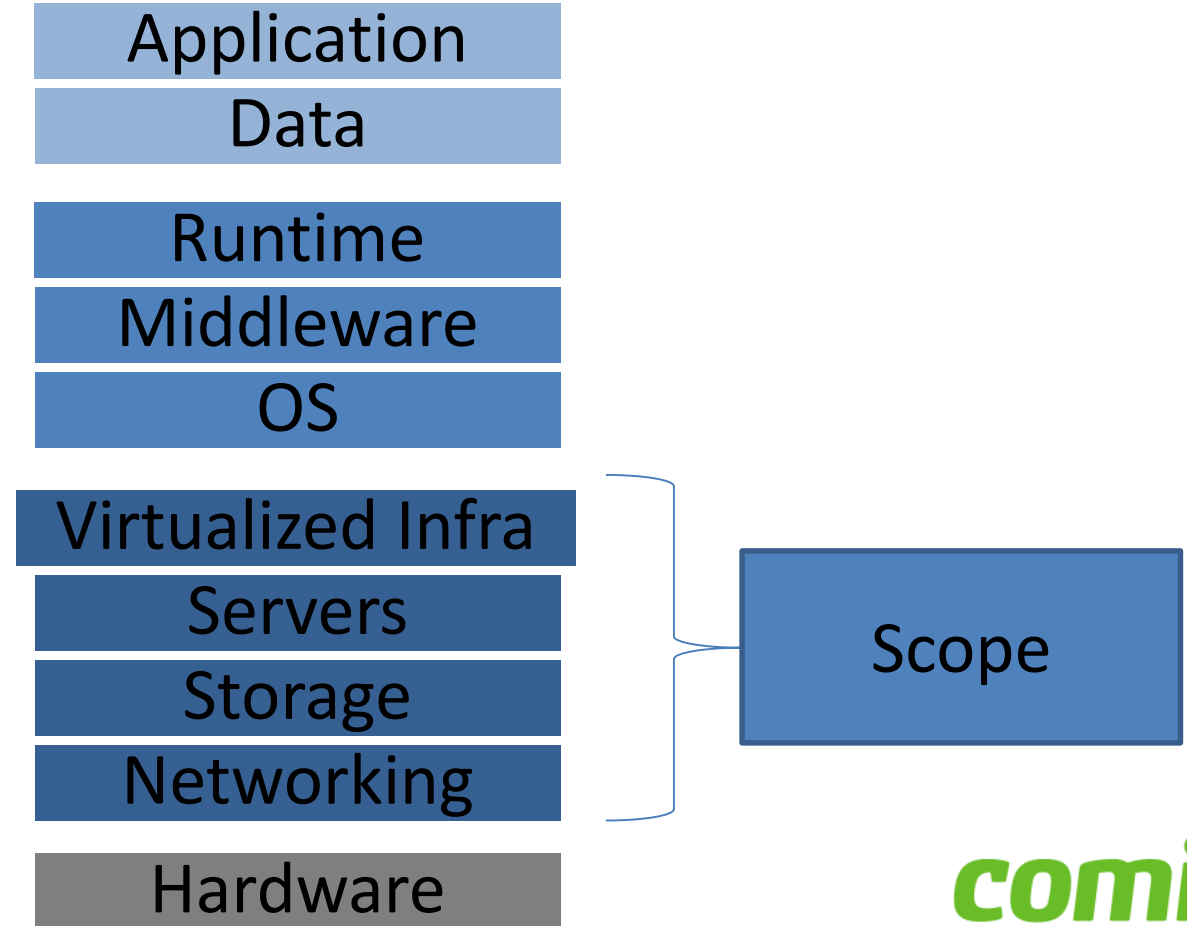 Application
Data
Runtime
Middleware
OS
Virtualized Infra
Servers
Scope
Storage
Networking
Hardware